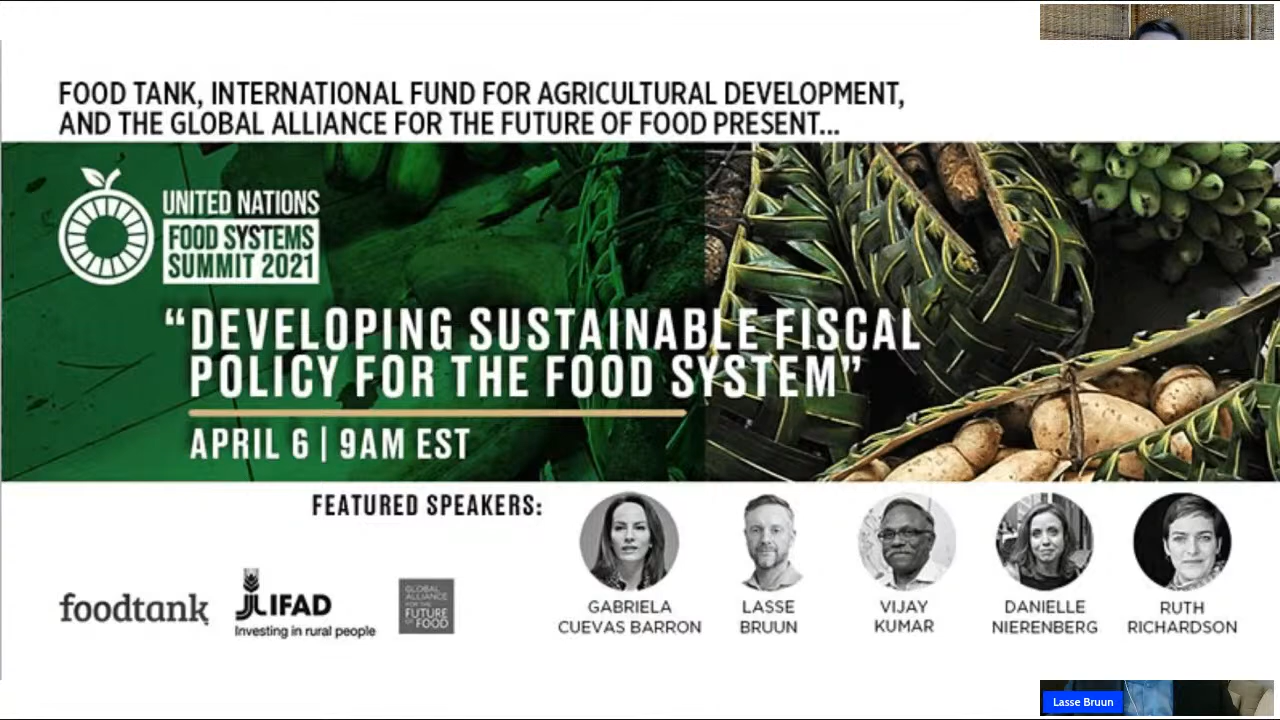 FOOD TANK, INTERNATIONAL FUND FOR AGRICULTURAL DEVELOPMENT,
AND THE GLOBAL ALLIANCE FOR THE FUTURE OF FOOD PRESENT...
UNITED NATIONS
FOOD SYSTEMS
SUMMIT 2021
“DEVELOPING SUSTAINABLE FISCAL
POLICY FOR THE FOOD SYSTEM”
APRIL 6 | 9AM EST
FEATURED SPEAKERS:
GABRIELA
CUEVAS BARRON
LASSE
BRUUN
VIJAY
KUMAR
DANIELLE
NIERENBERG
RUTH
RICHARDSON
foodtank
JLIFAD
Investing in rural people
GLOBAL
ALLIANCE
FOR THE
FUTURE
OF FOOD
Lasse Bruun